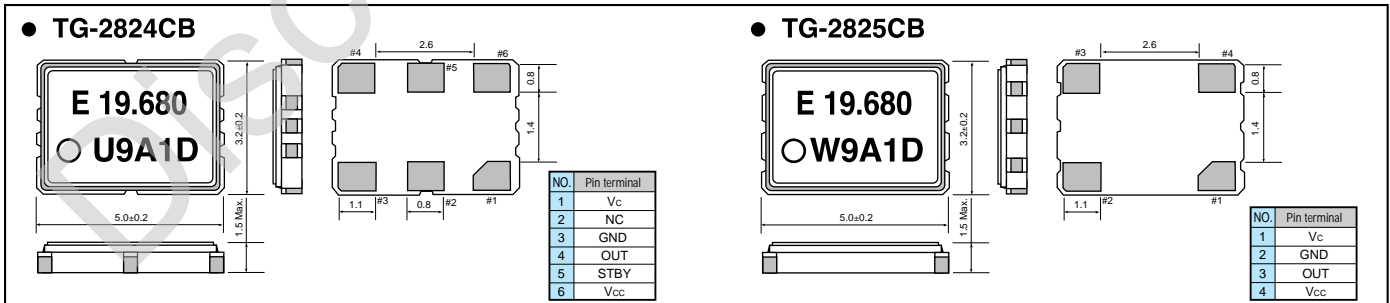 ● TG-2824CB
E 19.680
U9A1D
3.2±0.2
5.0±0.2
1.5 Max.
#4
2.6
#6
#5
0.8
1.4
1.1
#3
0.8
#2
#1
NO. Pin terminal
1 Vc
2 NC
3 GND
4 OUT
5 STBY
6 Vcc
● TG-2825CB
E 19.680
W9A1D
3.2±0.2
5.0±0.2
1.5 Max.
#3
2.6
#4
0.8
1.4
1.1
#2
#1
NO. Pin terminal
1 Vc
2 GND
3 OUT
4 Vcc
Disc